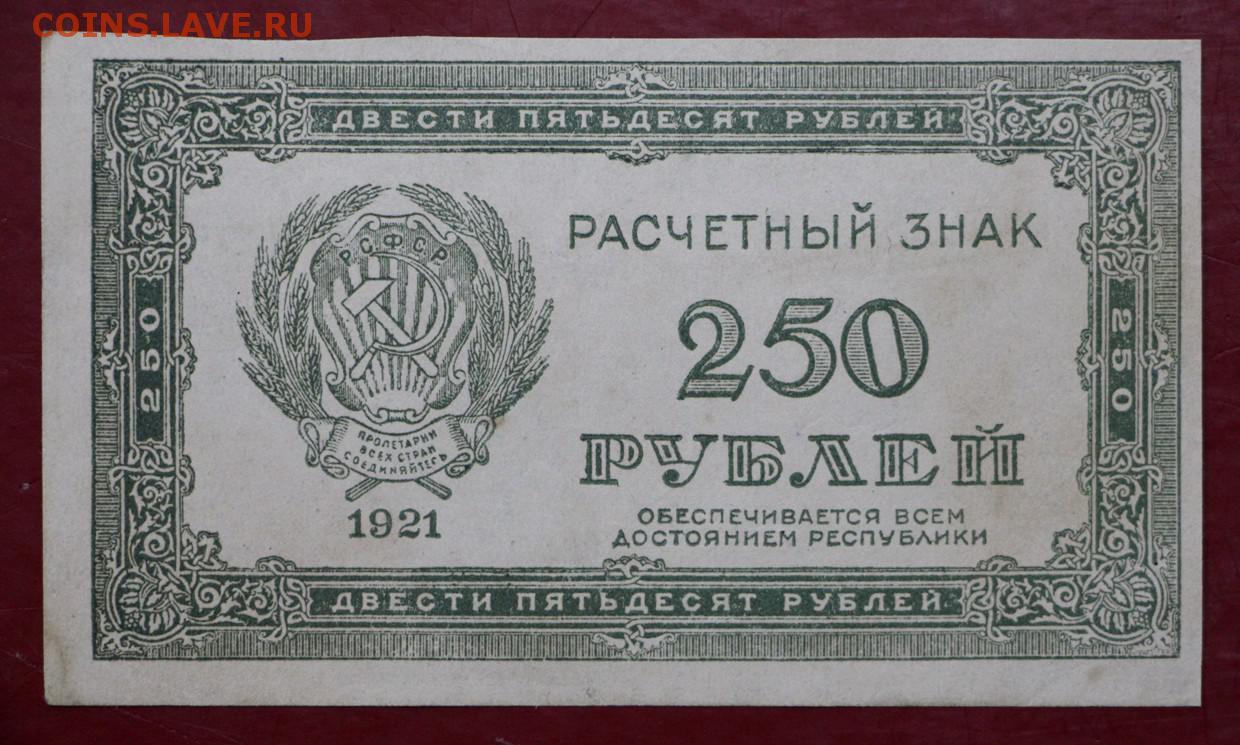 COINS.LAVE.RU
ДВЕСТИ ПЯТЬДЕСЯТ РУБЛЕЙ
РСФСР
РАСЧЕТНЫЙ ЗНАК
250
250
250
РУБЛЕЙ
ПРОЛЕТАРИИ
ВСЕХ СТРАН
СОЕДИНЯЙТЕСЬ
1921
ОБЕСПЕЧИВАЕТСЯ ВСЕМ
ДОСТОЯНИЕМ РЕСПУБЛИКИ
ДВЕСТИ ПЯТЬДЕСЯТ РУБЛЕЙ